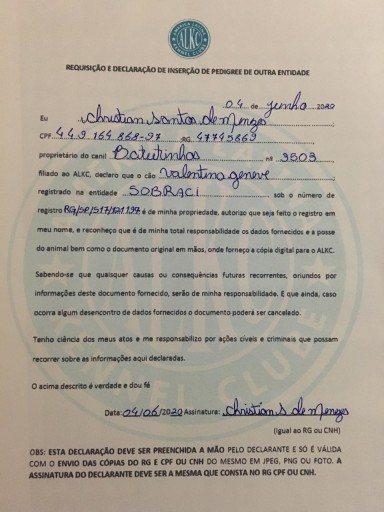 ALKC
REQUISIÇÃO E DECLARAÇÃO DE INSERÇÃO DE PEDIGREE DE OUTRA ENTIDADE
04 de junho 2020
Eu Christian Santos de Menezes
CPF 449 164 868-97 RG 47745869
proprietário do canil Batutinhas nº 3503
filiado ao ALKC, declaro que o cão Valentina geneve
registrado na entidade SOBRACI sob o número de
registro é de minha propriedade, autorizo que seja feito o registro em
meu nome, e reconheço que é de minha total responsabilidade os dados fornecidos e a posse
do animal bem como o documento original em mãos, onde forneço a cópia digital para o ALKC.
Sabendo-se que quaisquer causas ou consequências futuras recorrentes, oriundos por
informações deste documento fornecido, serão de minha responsabilidade. E que ainda, caso
ocorra algum desencontro de dados fornecidos o documento poderá ser cancelado.
Tenho ciência dos meus atos e me responsabilizo por ações civeis e criminais que possam
recorrer sobre as informações aqui declaradas.
O acima descrito é verdade e dou fé
Data: 04/06/2020 Assinatura: Christian S de Menezes
(igual ao RG ou CNH)
OBS: ESTA DECLARAÇÃO DEVE SER PREENCHIDA A MÃO PELO DECLARANTE E SÓ É VÁLIDA
COM O ENVIO DAS CÓPIAS DO RG E CPF OU CNH DO MESMO EM JPEG, PNG OU FOTO. A
ASSINATURA DO DECLARANTE DEVE SER A MESMA QUE CONSTA NO RG CPF OU CNH.